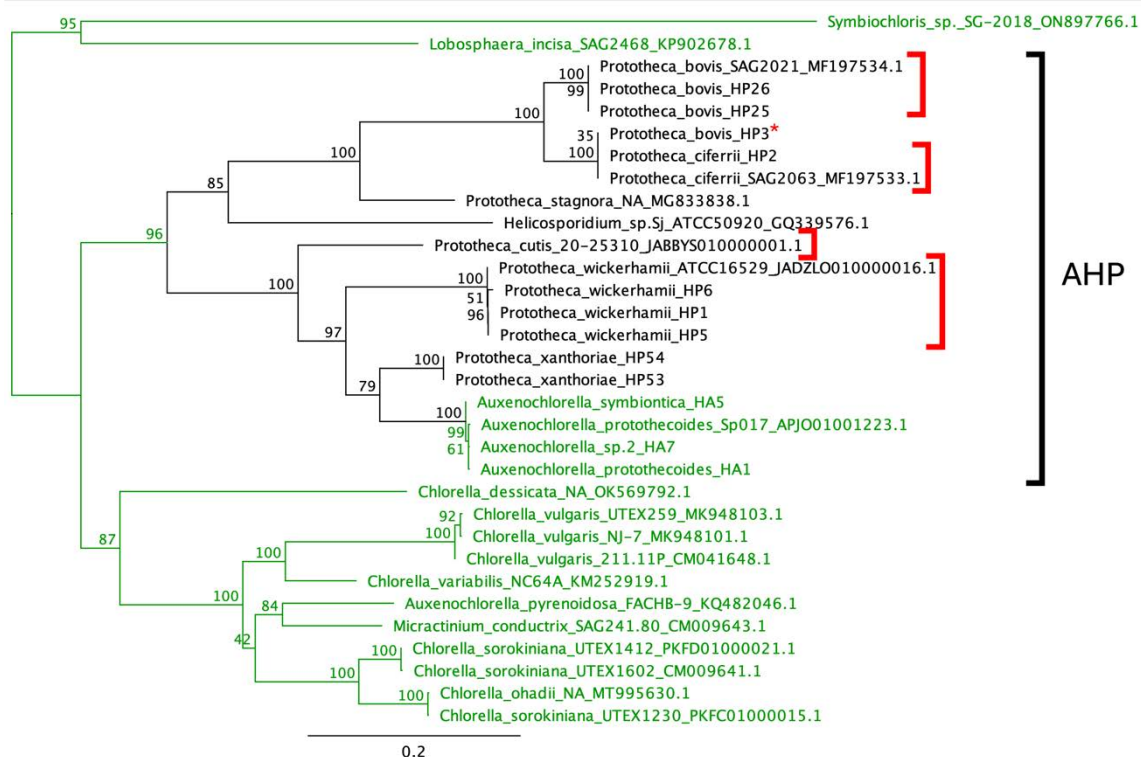 95
Symbiochloris_sp._SG-2018_ON897766.1
Lobosphaera_incisa_SAG2468_KP902678.1
Prototheca_bovis_SAG2021_MF197534.1
100
99
Prototheca_bovis_HP26
Prototheca_bovis_HP25
100
35
Prototheca_bovis_HP3*
100
Prototheca_ciferrii_HP2
Prototheca_ciferrii_SAG2063_MF197533.1
100
85
Prototheca_stagnora_NA_MG833838.1
Helicosporidium_sp.Sj_ATCC50920_GQ339576.1
96
Prototheca_cutis_20-25310_JABBYS010000001.1
Prototheca_wickerhamii_ATCC16529_JADZLO010000016.1
AHP
100
100
51
Prototheca_wickerhamii_HP6
96
Prototheca_wickerhamii_HP1
97
Prototheca_wickerhamii_HP5
100
Prototheca_xanthoriae_HP54
Prototheca_xanthoriae_HP53
79
Auxenochlorella_symbiontica_HA5
100
99
Auxenochlorella_protothecoides_Sp017_APJO01001223.1
61
Auxenochlorella_sp.2_HA7
Auxenochlorella_protothecoides_HA1
Chlorella_dessicata_NA_OK569792.1
92
Chlorella_vulgaris_UTEX259_MK948103.1
87
100
Chlorella_vulgaris_NJ-7_MK948101.1
100
Chlorella_vulgaris_211.11P_CM041648.1
Chlorella_variabilis_NC64A_KM252919.1
100
84
Auxenochlorella_pyrenoidosa_FACHB-9_KQ482046.1
Micractinium_conductrix_SAG241.80_CM009643.1
42
100
Chlorella_sorokiniana_UTEX1412_PKFD01000021.1
100
Chlorella_sorokiniana_UTEX1602_CM009641.1
100
Chlorella_ohadii_NA_MT995630.1
Chlorella_sorokiniana_UTEX1230_PKFC01000015.1
0.2